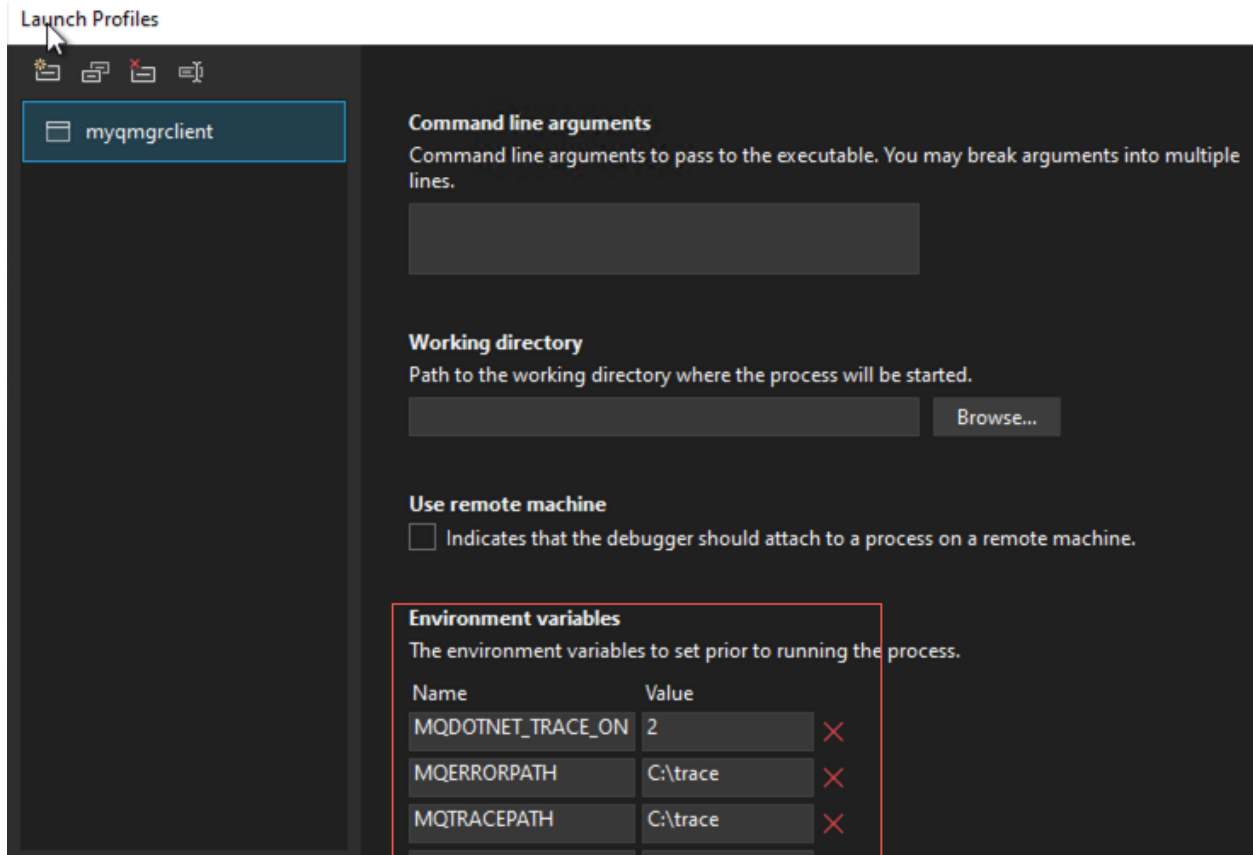 Launch Profiles
myqmgrclient
Command line arguments
Command line arguments to pass to the executable. You may break arguments into multiple
lines.
Working directory
Path to the working directory where the process will be started.
Browse...
Use remote machine
Indicates that the debugger should attach to a process on a remote machine.
Environment variables
The environment variables to set prior to running the process.
Name Value
MQDOTNET_TRACE_ON 2
MQERRORPATH C:\trace
MQTRACEPATH C:\trace